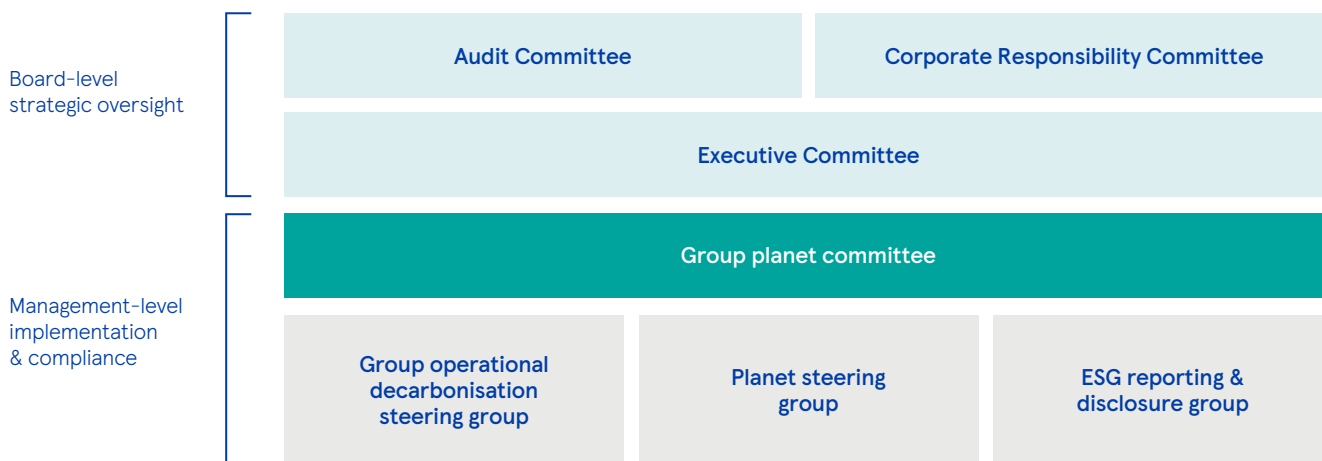 Board-level
strategic oversight
Audit Committee
Corporate Responsibility Committee
Executive Committee
Management-level
implementation
& compliance
Group planet committee
Group operational
decarbonisation
steering group
Planet steering
group
ESG reporting &
disclosure group